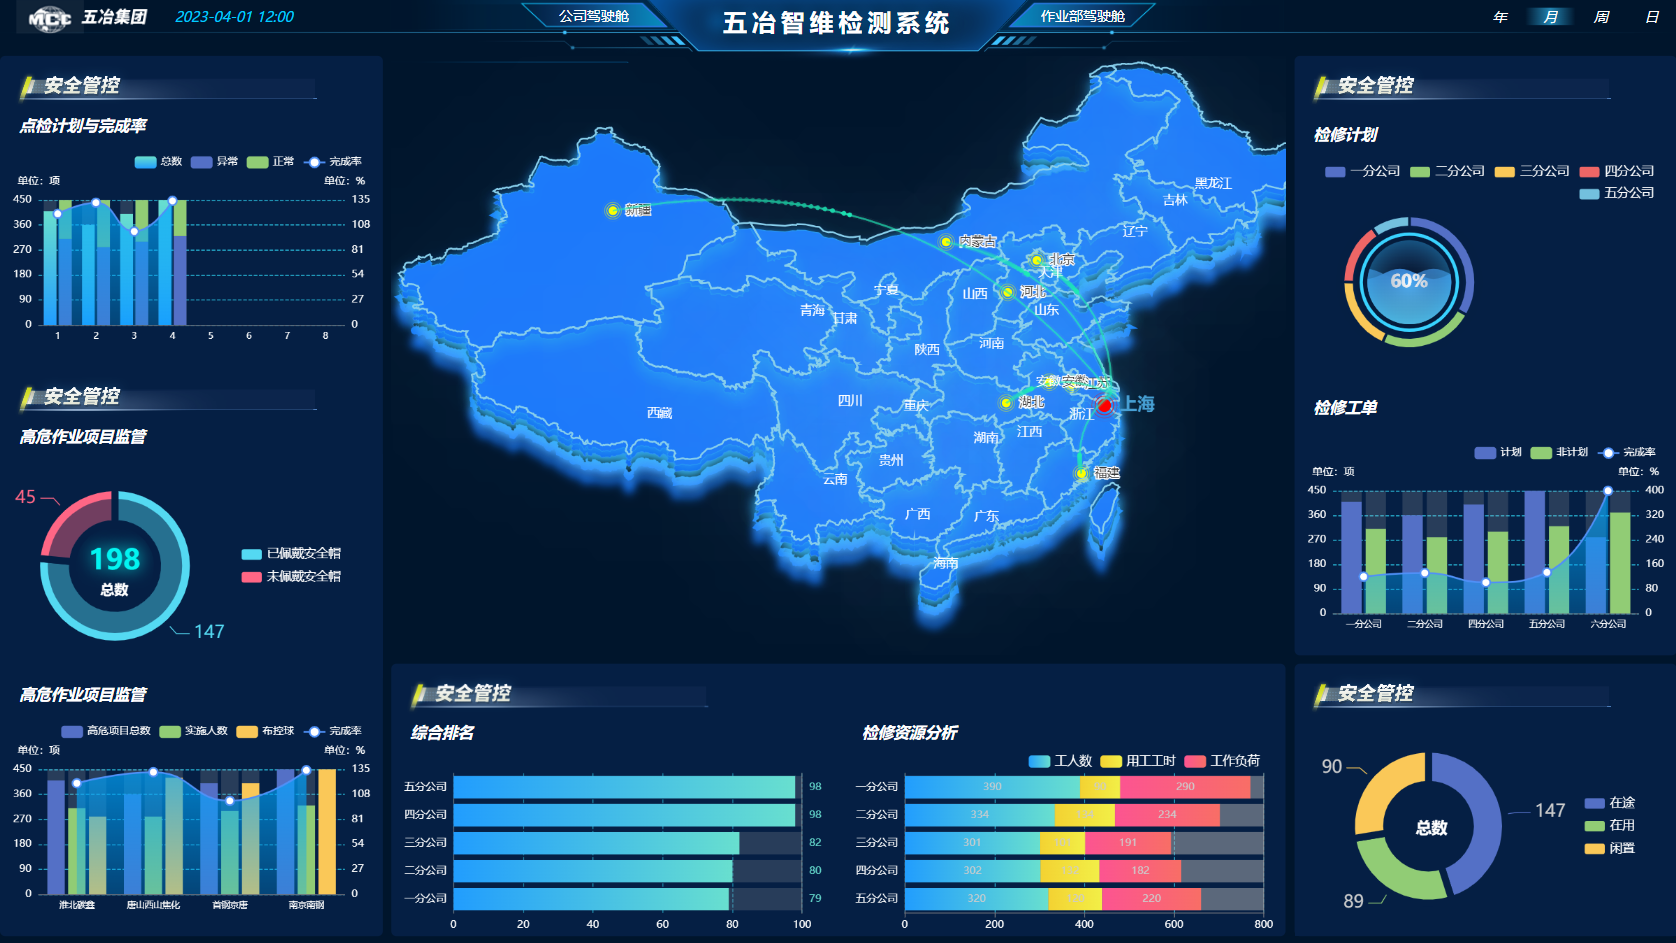 MCC 五冶集团
2023-04-01 12:00
公司驾驶舱
五冶智维检测系统
作业部驾驶舱
年 月 周 日
安全管控
点检计划与完成率
总数 异常 正常 完成率
单位：项 单位：%
450 135
360 108
270 81
180 54
90 27
0 0
1 2 3 4 5 6 7 8
安全管控
高危作业项目监管
45
198
总数
147
已佩戴安全帽
未佩戴安全帽
高危作业项目监管
高危项目总数 实施人数 布控球 完成率
单位：项 单位：%
450 135
360 108
270 81
180 54
90 27
0 0
淮北碳鑫 唐山西山焦化 首钢京唐 南京南钢
黑龙江
吉林
新疆
辽宁
内蒙古
北京
天津
宁夏
山西
河北
青海
甘肃
山东
陕西
河南
安徽
安徽
江苏
四川
重庆
湖北
浙江
上海
西藏
湖南
江西
贵州
云南
福建
广西
广东
海南
安全管控
综合排名
五分公司 98
四分公司 98
三分公司 82
二分公司 80
一分公司 79
0 20 40 60 80 100
检修资源分析
工人数 用工工时 工作负荷
一分公司 390 290
二分公司 334 234
三分公司 301 191
四分公司 302 182
五分公司 320 220
0 200 400 600 800
安全管控
检修计划
一分公司 二分公司 三分公司 四分公司
五分公司
60%
检修工单
计划 非计划 完成率
单位：项 单位：%
450 400
360 320
270 240
180 160
90 80
0 0
一分公司 二分公司 四分公司 五分公司 六分公司
安全管控
90
147
总数
89
在途
在用
闲置